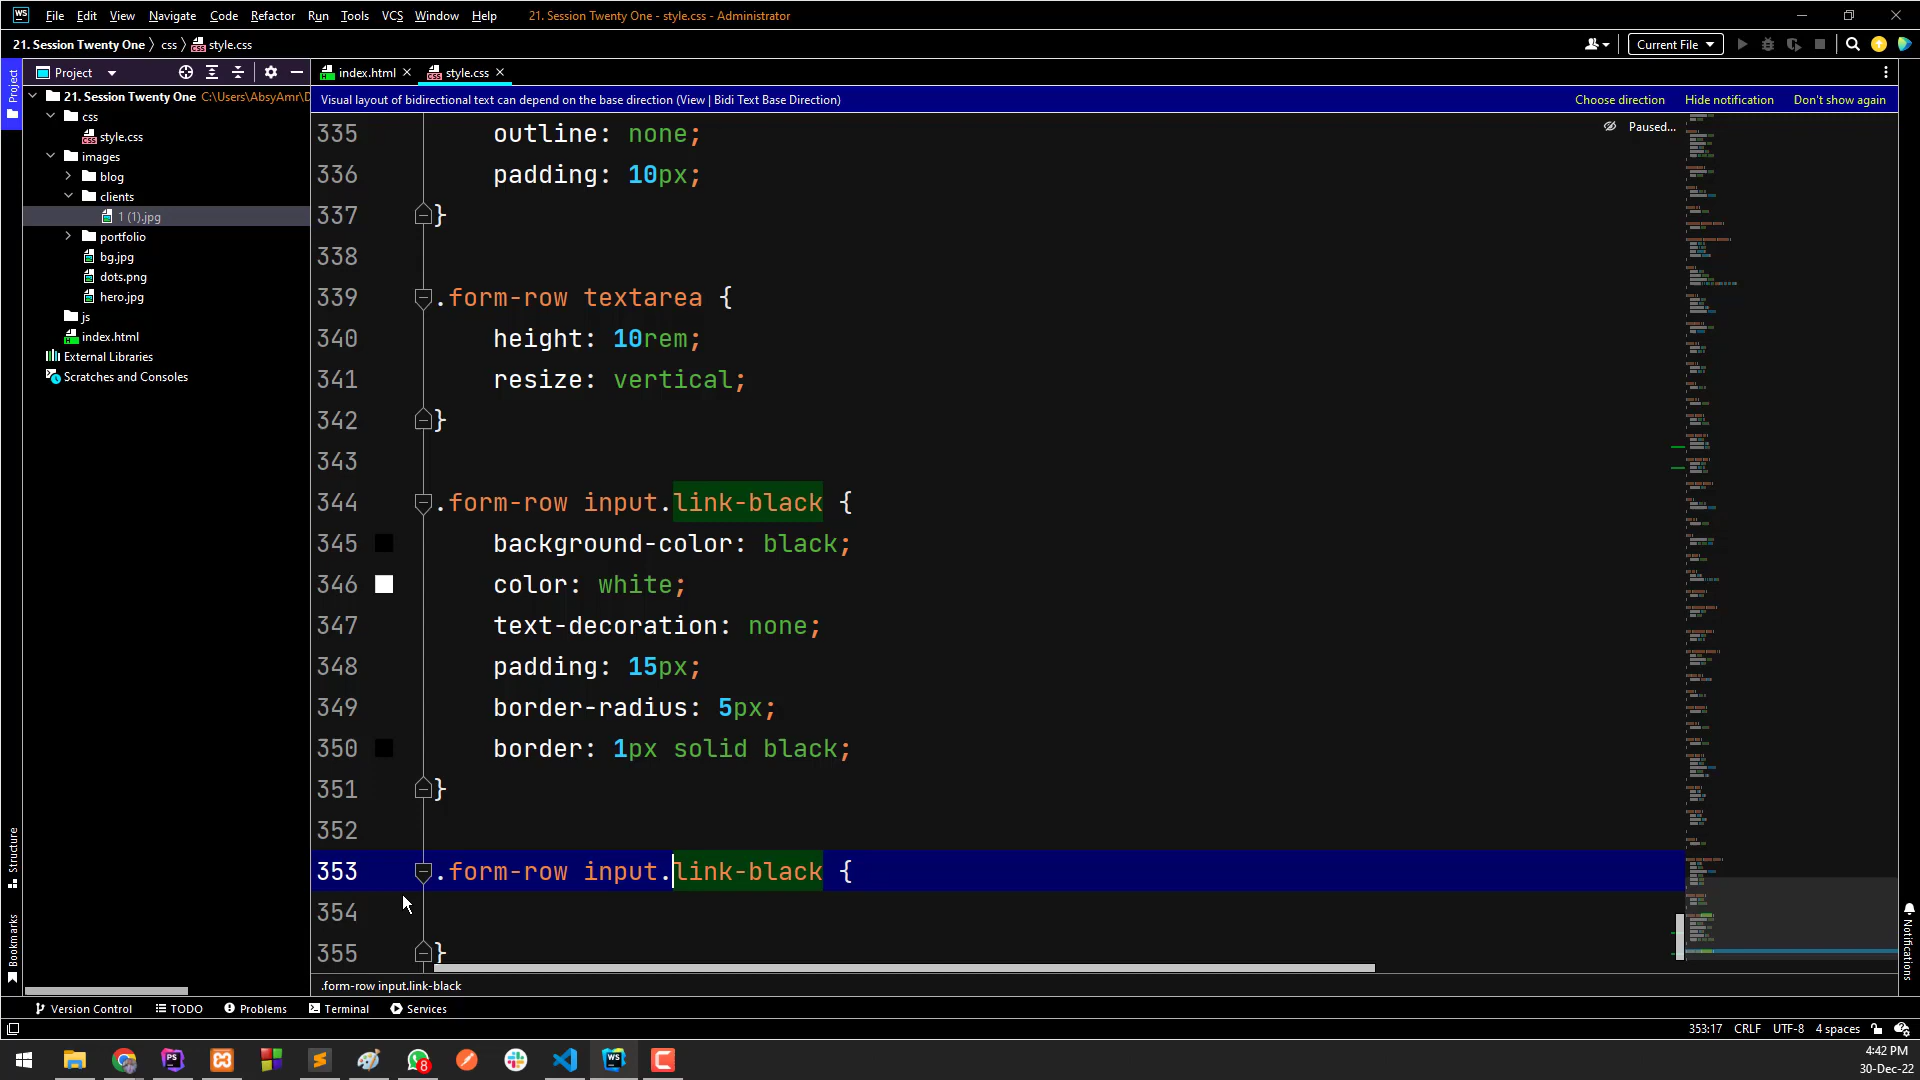 File Edit View Navigate Code Refactor Run Tools VCS Window Help 21. Session Twenty One - style.css - Administrator
21. Session Twenty One css style.css Current File
Project
Project index.html style.css
21. Session Twenty One C:\Users\AbsyAmr\D
Visual layout of bidirectional text can depend on the base direction (View | Bidi Text Base Direction) Choose direction Hide notification Don't show again
css
style.css
images
blog
clients
1 (1).jpg
portfolio
bg.jpg
dots.png
hero.jpg
js
index.html
External Libraries
Scratches and Consoles
Paused...
335 outline: none;
336 padding: 10px;
337 }
338
339 .form-row textarea {
340 height: 10rem;
341 resize: vertical;
342 }
343
344 .form-row input.link-black {
345 background-color: black;
346 color: white;
347 text-decoration: none;
348 padding: 15px;
349 border-radius: 5px;
350 border: 1px solid black;
351 }
352
353 .form-row input.link-black {
354
355 }
.form-row input.link-black
Structure
Bookmarks
Notifications
Version Control TODO Problems Terminal Services
353:17 CRLF UTF-8 4 spaces
WS
PS
8
WS
4:42 PM
30-Dec-22